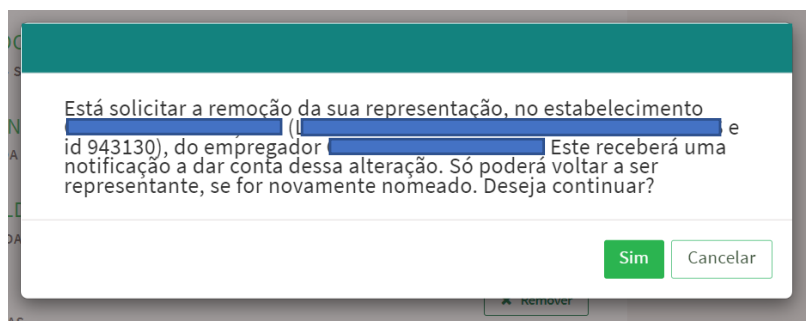 Está solicitar a remoção da sua representação, no estabelecimento
(L e
id 943130), do empregador ( Este receberá uma
notificação a dar conta dessa alteração. Só poderá voltar a ser
representante, se for novamente nomeado. Deseja continuar?
Sim Cancelar
✕ Remover